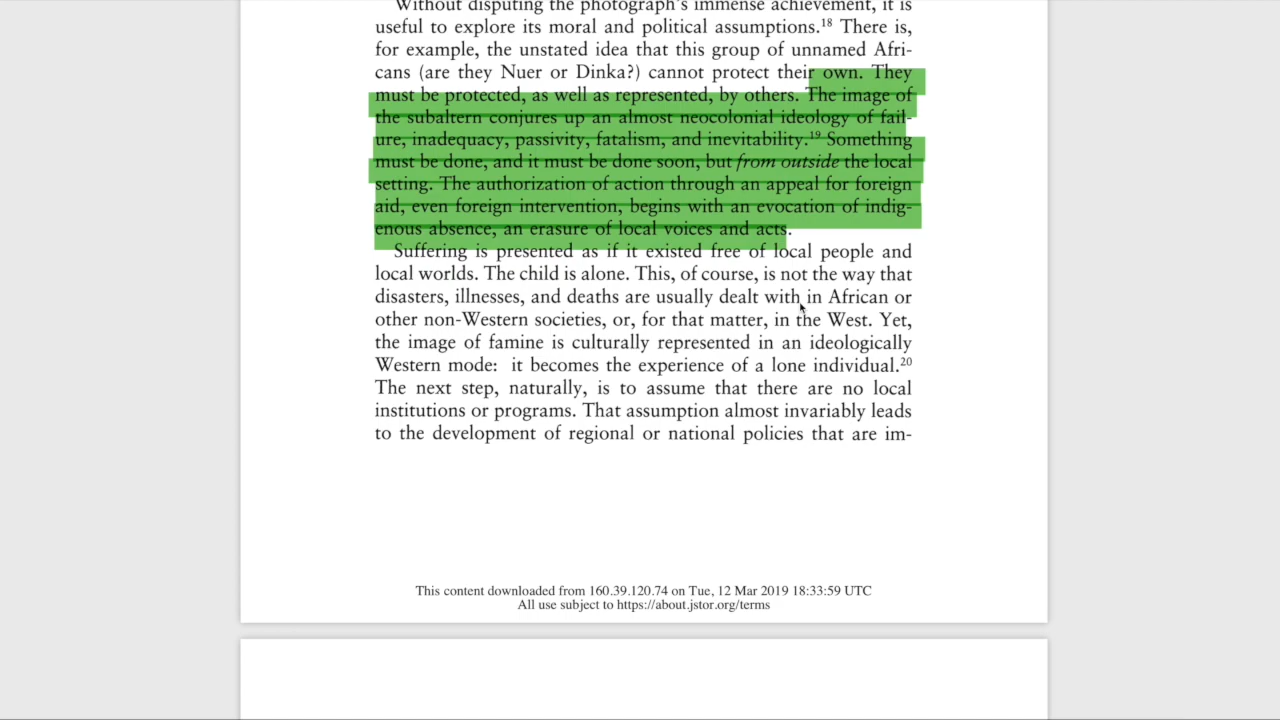 Without disputing the photograph's immense achievement, it is
useful to explore its moral and political assumptions.18 There is,
for example, the unstated idea that this group of unnamed Afri-
cans (are they Nuer or Dinka?) cannot protect their own. They
must be protected, as well as represented, by others. The image of
the subaltern conjures up an almost neocolonial ideology of fail-
ure, inadequacy, passivity, fatalism, and inevitability.19 Something
must be done, and it must be done soon, but from outside the local
setting. The authorization of action through an appeal for foreign
aid, even foreign intervention, begins with an evocation of indig-
enous absence, an erasure of local voices and acts.
Suffering is presented as if it existed free of local people and
local worlds. The child is alone. This, of course, is not the way that
disasters, illnesses, and deaths are usually dealt with in African or
other non-Western societies, or, for that matter, in the West. Yet,
the image of famine is culturally represented in an ideologically
Western mode: it becomes the experience of a lone individual.20
The next step, naturally, is to assume that there are no local
institutions or programs. That assumption almost invariably leads
to the development of regional or national policies that are im-
This content downloaded from 160.39.120.74 on Tue, 12 Mar 2019 18:33:59 UTC
All use subject to https://about.jstor.org/terms